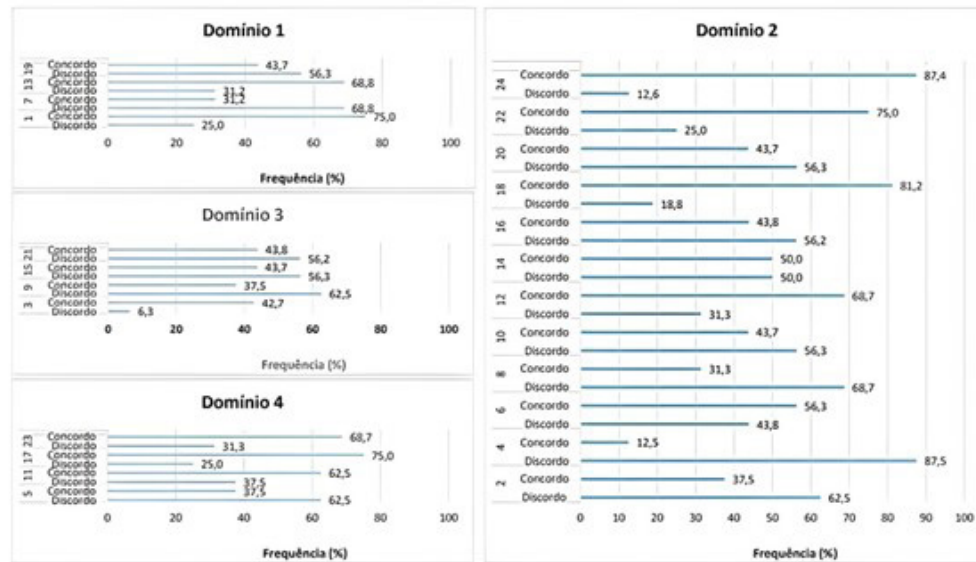 Domínio 1
19 Concordo 43,7
Discordo 56,3
13 Concordo 68,8
Discordo 31,2
7 Concordo 31,2
Discordo 68,8
1 Concordo 75,0
Discordo 25,0
0 20 40 60 80 100
Frequência (%)
Domínio 3
21 Concordo 43,8
Discordo 56,2
15 Concordo 43,7
Discordo 56,3
9 Concordo 37,5
Discordo 62,5
3 Concordo 42,7
Discordo 6,3
0 20 40 60 80 100
Frequência (%)
Domínio 4
23 Concordo 68,7
Discordo 31,3
17 Concordo 75,0
Discordo 25,0
11 Concordo 62,5
Discordo 37,5
5 Concordo 37,5
Discordo 62,5
0 20 40 60 80 100
Frequência (%)
Domínio 2
24 Concordo 87,4
Discordo 12,6
22 Concordo 75,0
Discordo 25,0
20 Concordo 43,7
Discordo 56,3
18 Concordo 81,2
Discordo 18,8
16 Concordo 43,8
Discordo 56,2
14 Concordo 50,0
Discordo 50,0
12 Concordo 68,7
Discordo 31,3
10 Concordo 43,7
Discordo 56,3
8 Concordo 31,3
Discordo 68,7
6 Concordo 56,3
Discordo 43,8
4 Concordo 12,5
Discordo 87,5
2 Concordo 37,5
Discordo 62,5
0 10 20 30 40 50 60 70 80 90 100
Frequência (%)